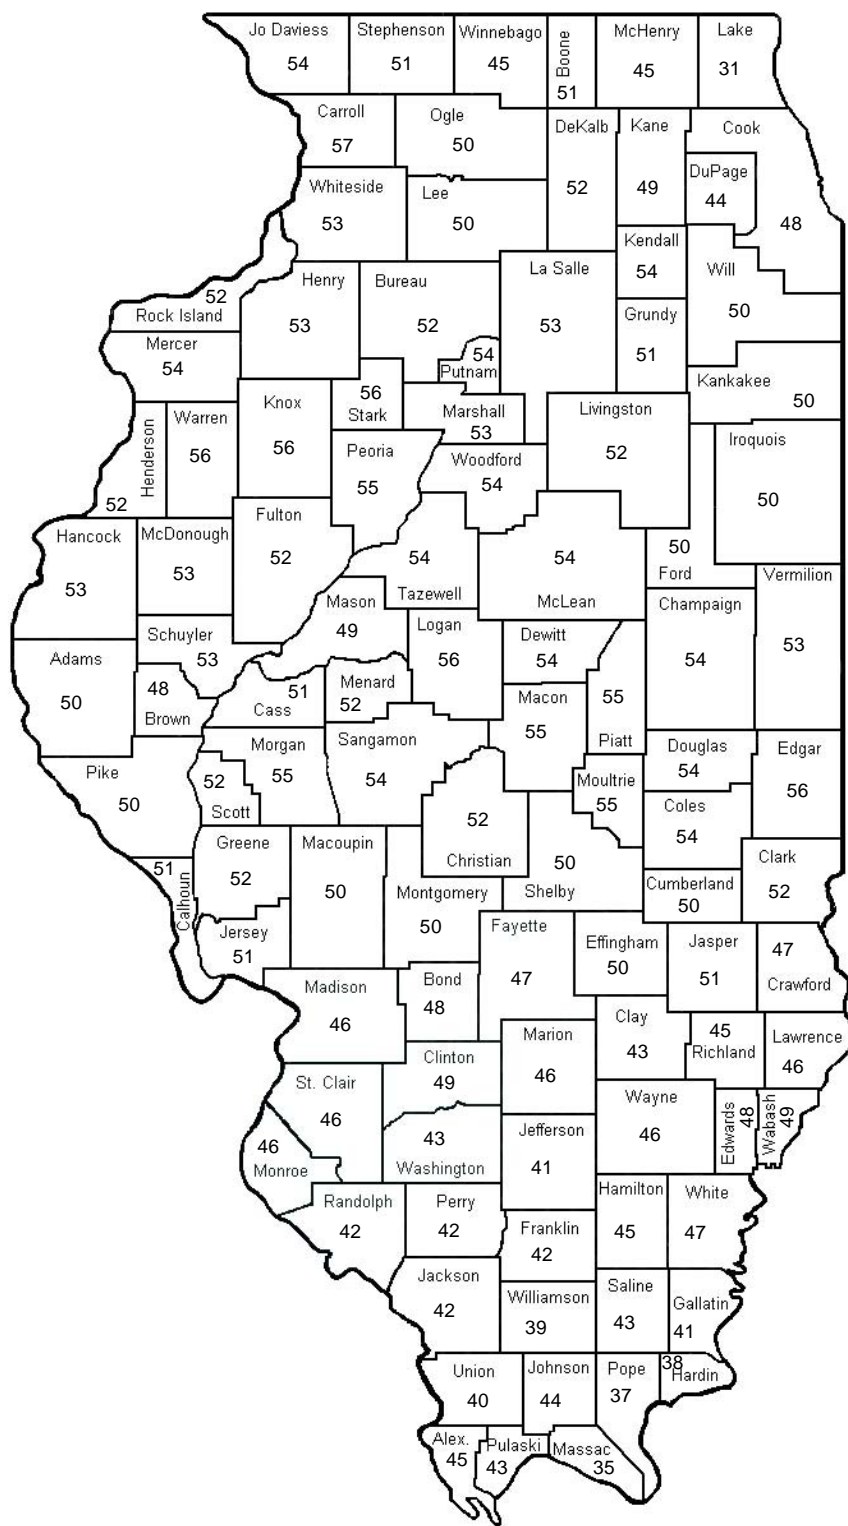 Jo Daviess
54
Stephenson
51
Winnebago
45
Boone
51
McHenry
45
Lake
31
Carroll
57
Ogle
50
DeKalb
52
Kane
49
Cook
48
DuPage
44
Whiteside
53
Lee
50
Kendall
54
Will
50
La Salle
53
Rock Island
52
Henry
53
Bureau
52
Putnam
54
Grundy
51
Mercer
54
Kankakee
50
Stark
56
Marshall
53
Knox
56
Livingston
52
Henderson
52
Warren
56
Peoria
55
Woodford
54
Iroquois
50
Fulton
52
Hancock
53
McDonough
53
Tazewell
54
McLean
54
Ford
50
Vermilion
53
Mason
49
Champaign
54
Schuyler
53
Logan
56
Dewitt
54
Adams
50
Brown
48
Cass
51
Menard
52
Macon
55
Piatt
55
Morgan
55
Sangamon
54
Douglas
54
Edgar
56
Pike
50
Scott
52
Moultrie
55
Coles
54
Christian
52
Greene
52
Macoupin
50
Shelby
50
Clark
52
Calhoun
51
Montgomery
50
Cumberland
50
Jersey
51
Fayette
47
Effingham
50
Jasper
51
Crawford
47
Madison
46
Bond
48
Clay
43
Richland
45
Lawrence
46
Marion
46
Clinton
49
St. Clair
46
Wayne
46
Edwards
48
Wabash
49
Monroe
46
Washington
43
Jefferson
41
Randolph
42
Perry
42
Hamilton
45
White
47
Franklin
42
Jackson
42
Williamson
39
Saline
43
Gallatin
41
Union
40
Johnson
44
Pope
37
Hardin
38
Alex.
45
Pulaski
43
Massac
35